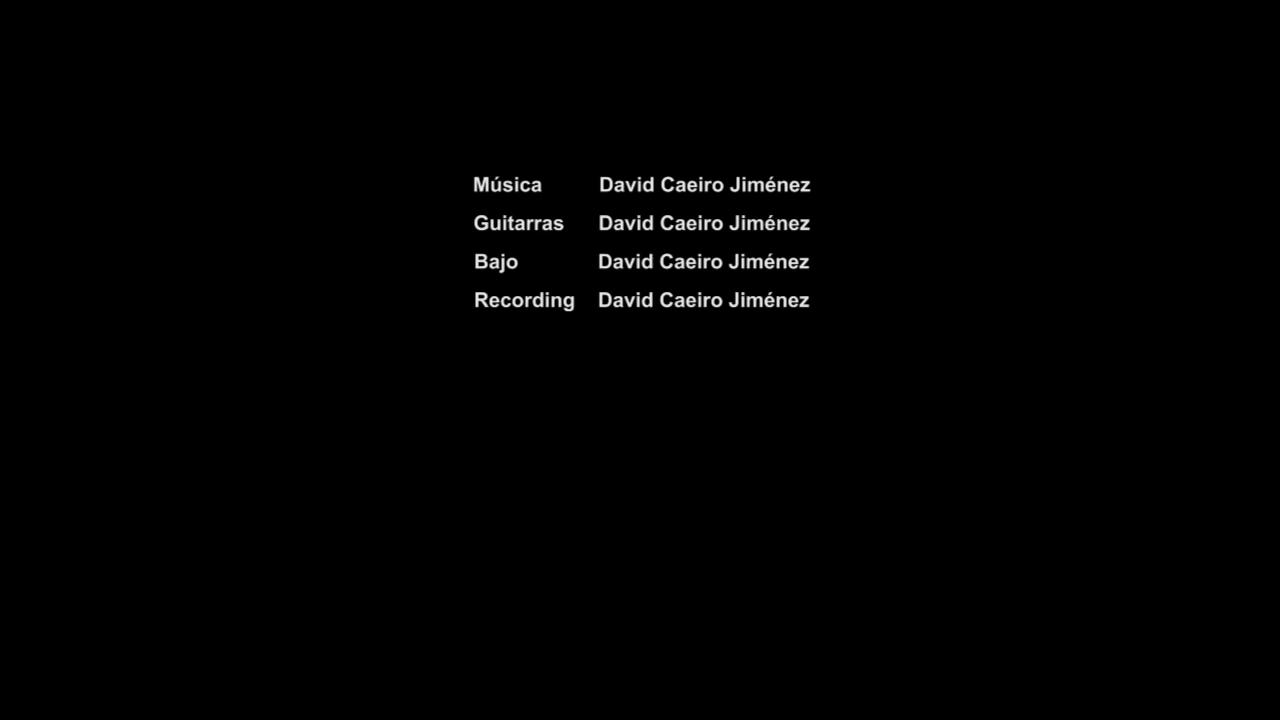 Música David Caeiro Jiménez
Guitarras David Caeiro Jiménez
Bajo David Caeiro Jiménez
Recording David Caeiro Jiménez